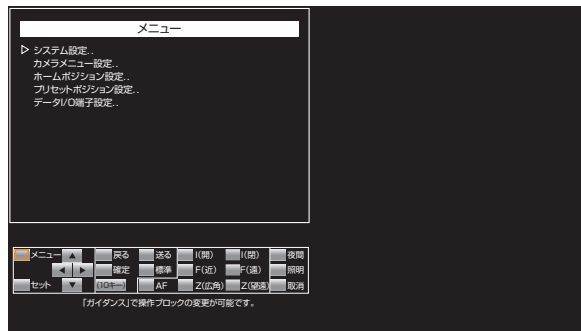 メニュー
システム設定..
カメラメニュー設定..
ホームポジション設定..
プリセットポジション設定..
データI/O端子設定..
メニュー ▲ 戻る 送る I(開) I(閉) 夜間
◀ ▶ 確定 標準 F(近) F(遠) 照明
セット ▼ (10キー) AF Z(広角) Z(望遠) 取消
「ガイダンス」で操作ブロックの変更が可能です。